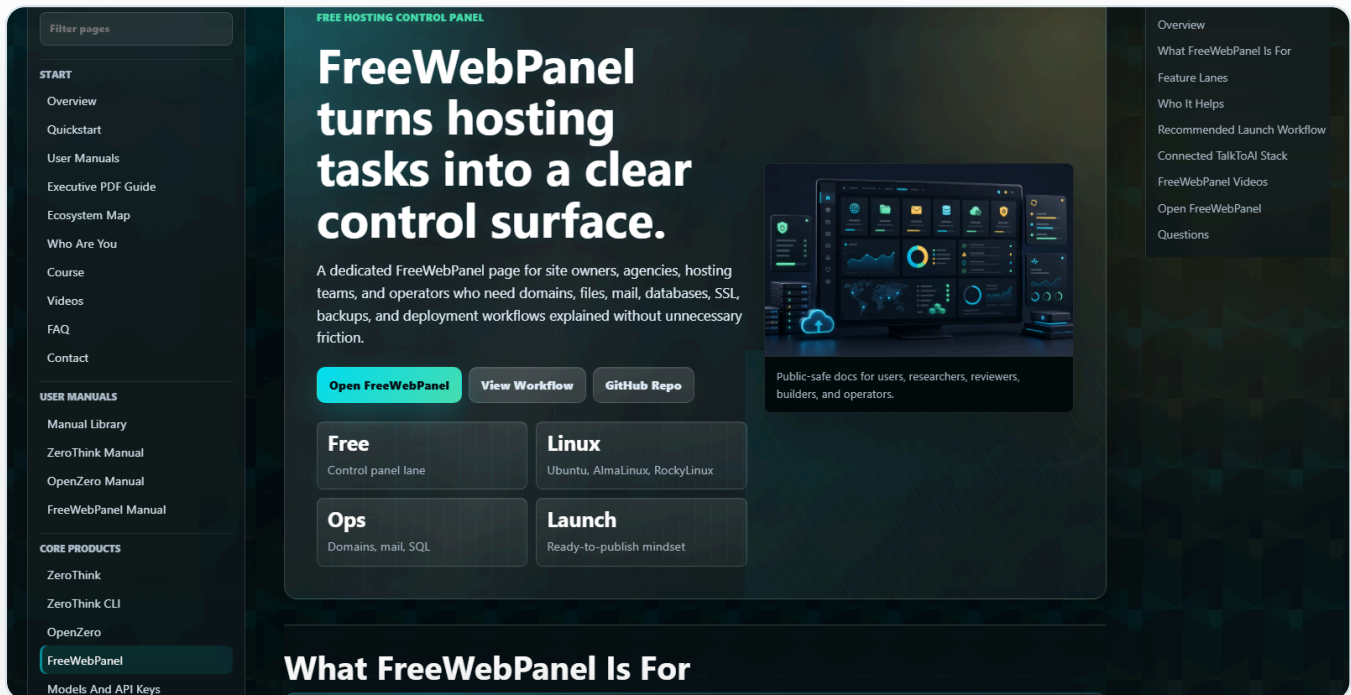 Filter pages
START
Overview
Quickstart
User Manuals
Executive PDF Guide
Ecosystem Map
Who Are You
Course
Videos
FAQ
Contact
USER MANUALS
Manual Library
ZeroThink Manual
OpenZero Manual
FreeWebPanel Manual
CORE PRODUCTS
ZeroThink
ZeroThink CLI
OpenZero
FreeWebPanel
Models And API Keys
FREE HOSTING CONTROL PANEL
FreeWebPanel
turns hosting
tasks into a clear
control surface.
A dedicated FreeWebPanel page for site owners, agencies, hosting
teams, and operators who need domains, files, mail, databases, SSL,
backups, and deployment workflows explained without unnecessary
friction.
Open FreeWebPanel
View Workflow
GitHub Repo
Free
Control panel lane
Linux
Ubuntu, AlmaLinux, RockyLinux
Ops
Domains, mail, SQL
Launch
Ready-to-publish mindset
Public-safe docs for users, researchers, reviewers,
builders, and operators.
What FreeWebPanel Is For
Overview
What FreeWebPanel Is For
Feature Lanes
Who It Helps
Recommended Launch Workflow
Connected TalkToAI Stack
FreeWebPanel Videos
Open FreeWebPanel
Questions